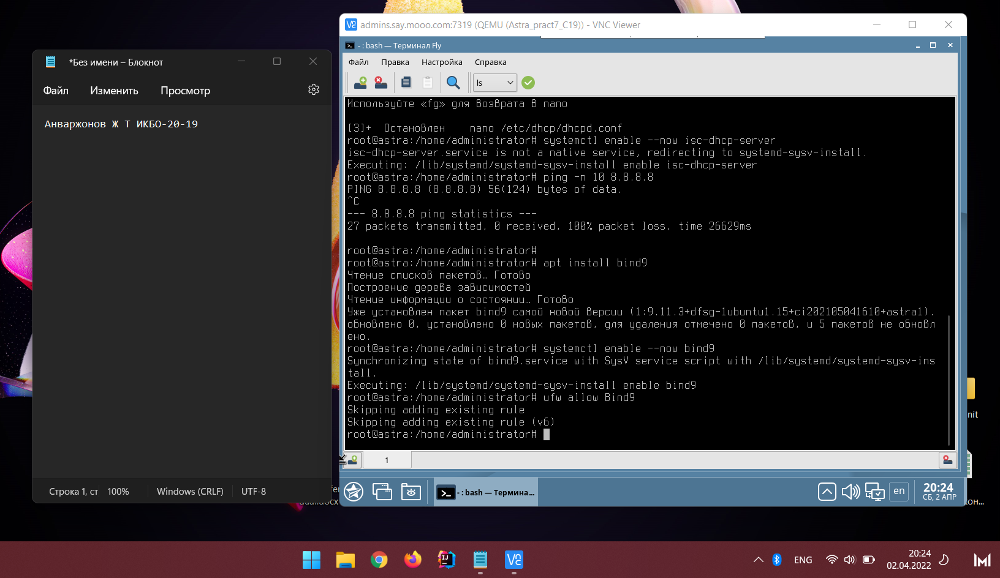 *Без имени – Блокнот
Файл Изменить Просмотр
Анваржонов Ж Т ИКБО-20-19
Строка 1, ст 100% Windows (CRLF) UTF-8
admins.say.mooo.com:7319 (QEMU (Astra_pract7_C19)) - VNC Viewer
- : bash — Терминал Fly
Файл Правка Настройка Справка
ls
Используйте «fg» для возврата в nano
[3]+ Остановлен nano /etc/dhcp/dhcpd.conf
root@astra:/home/administrator# systemctl enable --now isc-dhcp-server
isc-dhcp-server.service is not a native service, redirecting to systemd-sysv-install.
Executing: /lib/systemd/systemd-sysv-install enable isc-dhcp-server
root@astra:/home/administrator# ping -n 10 8.8.8.8
PING 8.8.8.8 (8.8.8.8) 56(124) bytes of data.
^C
--- 8.8.8.8 ping statistics ---
27 packets transmitted, 0 received, 100% packet loss, time 26629ms
root@astra:/home/administrator#
root@astra:/home/administrator# apt install bind9
Чтение списков пакетов… Готово
Построение дерева зависимостей
Чтение информации о состоянии… Готово
Уже установлен пакет bind9 самой новой версии (1:9.11.3+dfsg-1ubuntu1.15+ci202105041610+astra1).
обновлено 0, установлено 0 новых пакетов, для удаления отмечено 0 пакетов, и 5 пакетов не обновл
ено.
root@astra:/home/administrator# systemctl enable --now bind9
Synchronizing state of bind9.service with SysV service script with /lib/systemd/systemd-sysv-ins
tall.
Executing: /lib/systemd/systemd-sysv-install enable bind9
root@astra:/home/administrator# ufw allow Bind9
Skipping adding existing rule
Skipping adding existing rule (v6)
root@astra:/home/administrator#
1
- : bash — Термина...
en
20:24
СБ, 2 АПР
nit
он...
ENG
20:24
02.04.2022